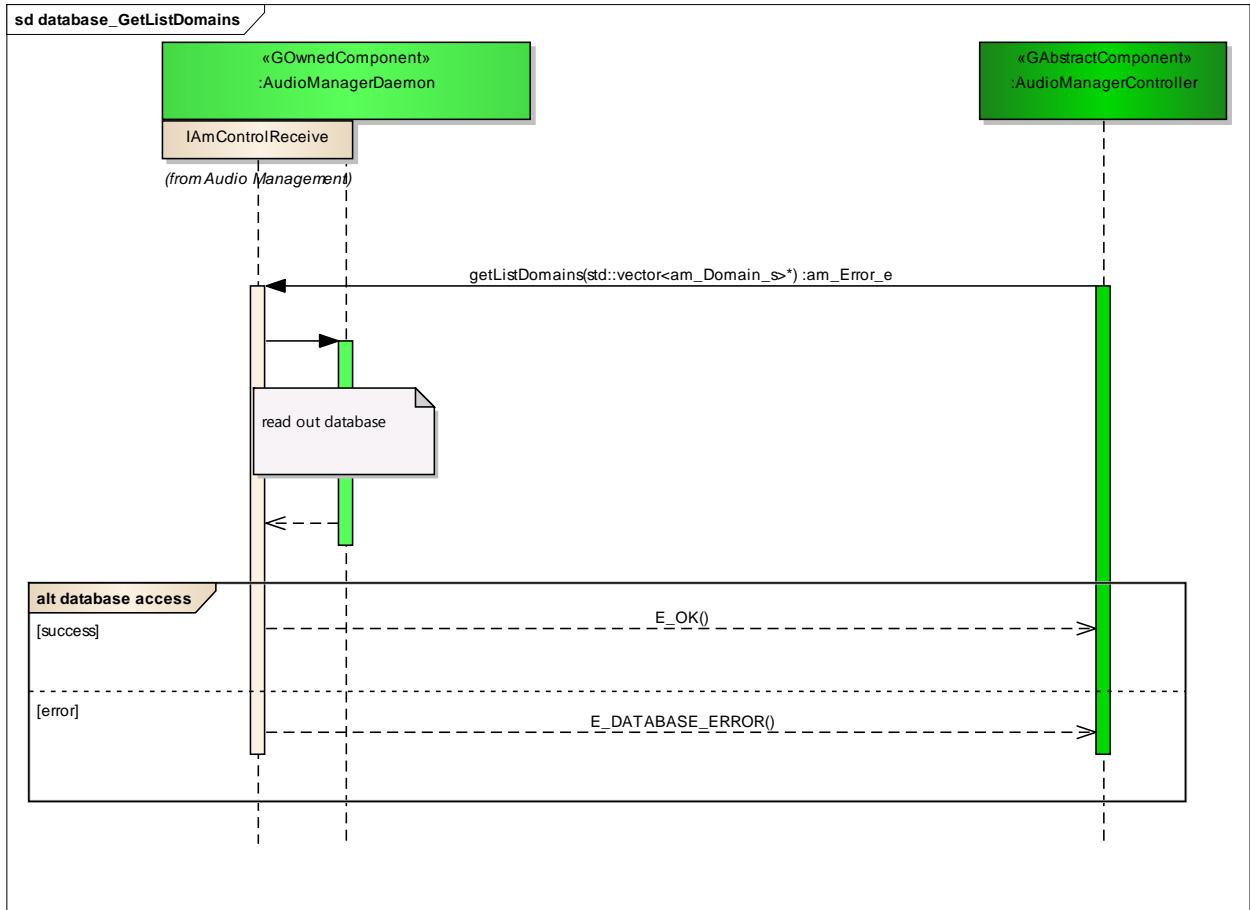 sd database_GetListDomains
«GOwnedComponent»
:AudioManagerDaemon
«GAbstractComponent»
:AudioManagerController
IAmControlReceive
(from Audio Management)
getListDomains(std::vector<am_Domain_s>*) :am_Error_e
read out database
alt database access
[success]
E_OK()
[error]
E_DATABASE_ERROR()